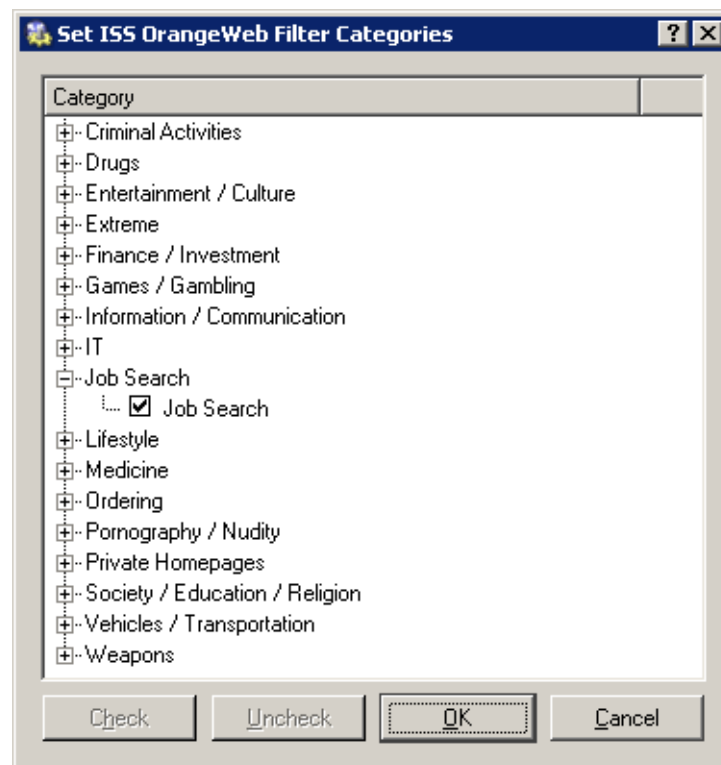 Set ISS OrangeWeb Filter Categories
Category
Criminal Activities
Drugs
Entertainment / Culture
Extreme
Finance / Investment
Games / Gambling
Information / Communication
IT
Job Search
Job Search
Lifestyle
Medicine
Ordering
Pornography / Nudity
Private Homepages
Society / Education / Religion
Vehicles / Transportation
Weapons
Check Uncheck OK Cancel